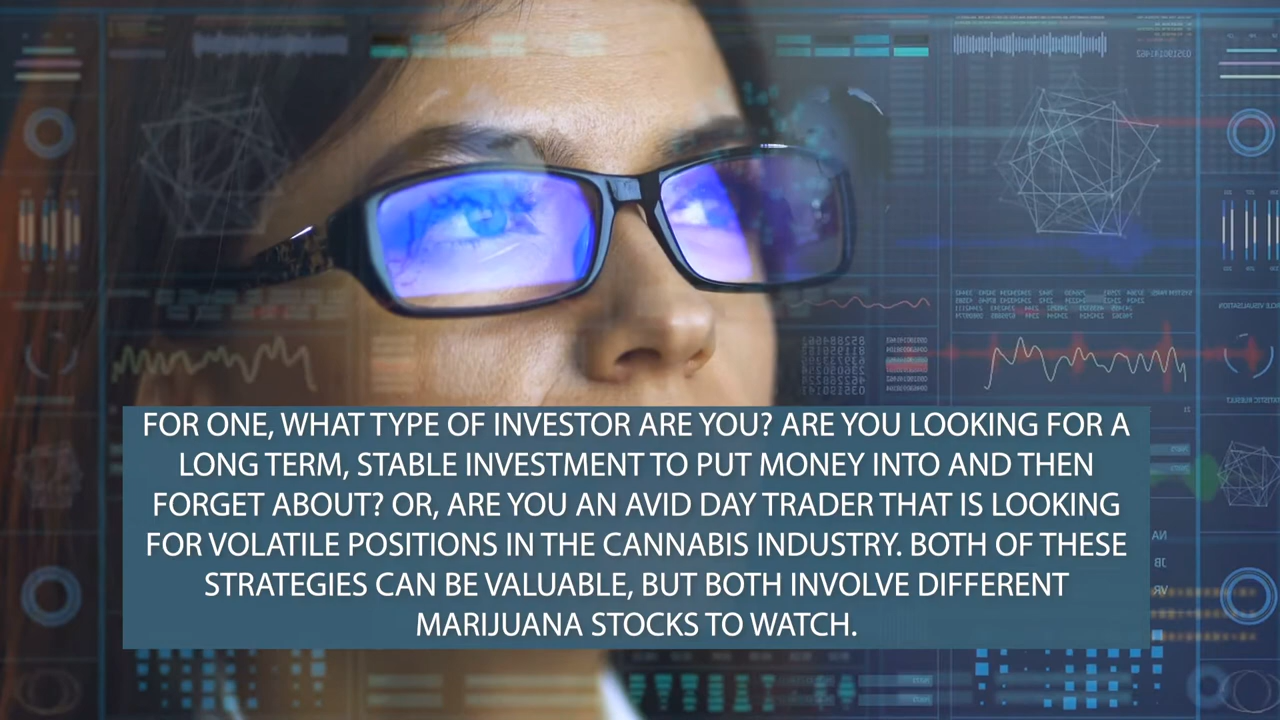 FOR ONE, WHAT TYPE OF INVESTOR ARE YOU? ARE YOU LOOKING FOR A
LONG TERM, STABLE INVESTMENT TO PUT MONEY INTO AND THEN
FORGET ABOUT? OR, ARE YOU AN AVID DAY TRADER THAT IS LOOKING
FOR VOLATILE POSITIONS IN THE CANNABIS INDUSTRY. BOTH OF THESE
STRATEGIES CAN BE VALUABLE, BUT BOTH INVOLVE DIFFERENT
MARIJUANA STOCKS TO WATCH.